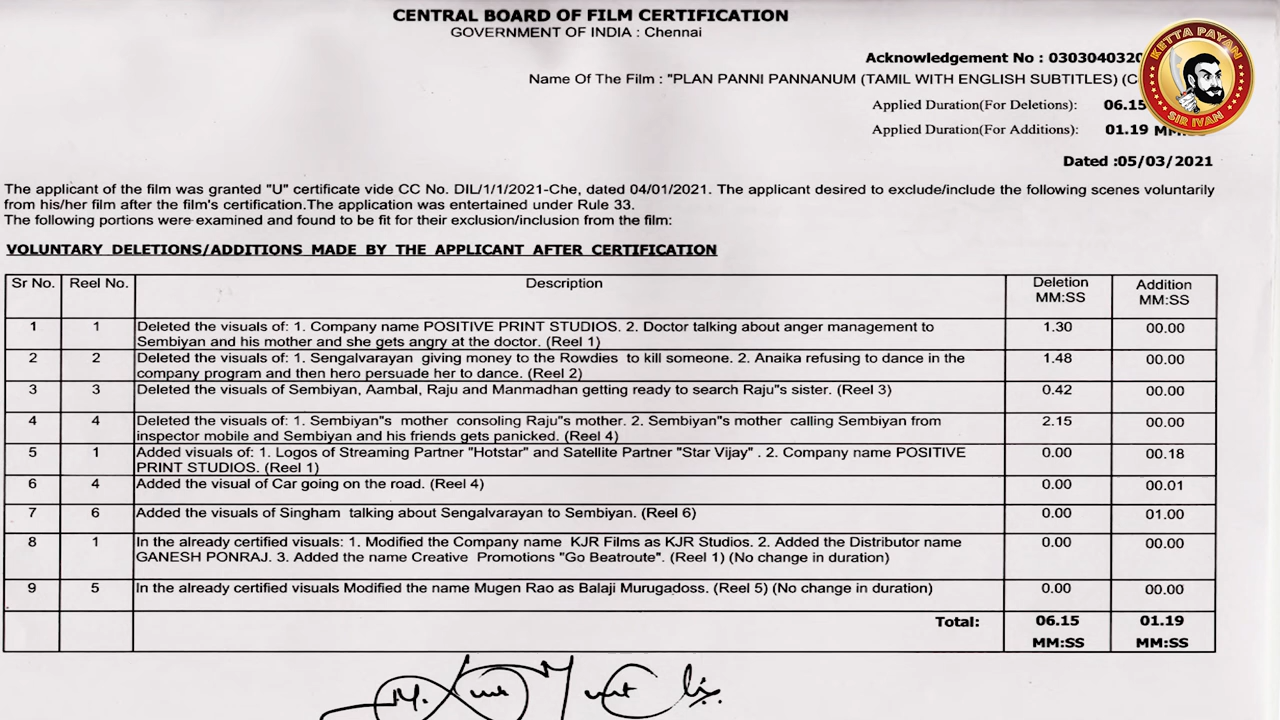 CENTRAL BOARD OF FILM CERTIFICATION
GOVERNMENT OF INDIA : Chennai
KETTA PAYAN
SIR IVAN
Acknowledgement No : 0303040320
Name Of The Film : "PLAN PANNI PANNANUM (TAMIL WITH ENGLISH SUBTITLES) (C
Applied Duration(For Deletions): 06.15
Applied Duration(For Additions): 01.19 MM:SS
Dated :05/03/2021
The applicant of the film was granted "U" certificate vide CC No. DIL/1/1/2021-Che, dated 04/01/2021. The applicant desired to exclude/include the following scenes voluntarily
from his/her film after the film's certification.The application was entertained under Rule 33.
The following portions were examined and found to be fit for their exclusion/inclusion from the film:
VOLUNTARY DELETIONS/ADDITIONS MADE BY THE APPLICANT AFTER CERTIFICATION
Sr No. Reel No. Description Deletion Addition
MM:SS MM:SS
1 1 Deleted the visuals of: 1. Company name POSITIVE PRINT STUDIOS. 2. Doctor talking about anger management to 1.30 00.00
Sembiyan and his mother and she gets angry at the doctor. (Reel 1)
2 2 Deleted the visuals of: 1. Sengalvarayan giving money to the Rowdies to kill someone. 2. Anaika refusing to dance in the 1.48 00.00
company program and then hero persuade her to dance. (Reel 2)
3 3 Deleted the visuals of Sembiyan, Aambal, Raju and Manmadhan getting ready to search Raju"s sister. (Reel 3) 0.42 00.00
4 4 Deleted the visuals of: 1. Sembiyan"s mother consoling Raju"s mother. 2. Sembiyan"s mother calling Sembiyan from 2.15 00.00
inspector mobile and Sembiyan and his friends gets panicked. (Reel 4)
5 1 Added visuals of: 1. Logos of Streaming Partner "Hotstar" and Satellite Partner "Star Vijay" . 2. Company name POSITIVE 0.00 00.18
PRINT STUDIOS. (Reel 1)
6 4 Added the visual of Car going on the road. (Reel 4) 0.00 00.01
7 6 Added the visuals of Singham talking about Sengalvarayan to Sembiyan. (Reel 6) 0.00 01.00
8 1 In the already certified visuals: 1. Modified the Company name KJR Films as KJR Studios. 2. Added the Distributor name 0.00 00.00
GANESH PONRAJ. 3. Added the name Creative Promotions "Go Beatroute". (Reel 1) (No change in duration)
9 5 In the already certified visuals Modified the name Mugen Rao as Balaji Murugadoss. (Reel 5) (No change in duration) 0.00 00.00
Total: 06.15 01.19
MM:SS MM:SS